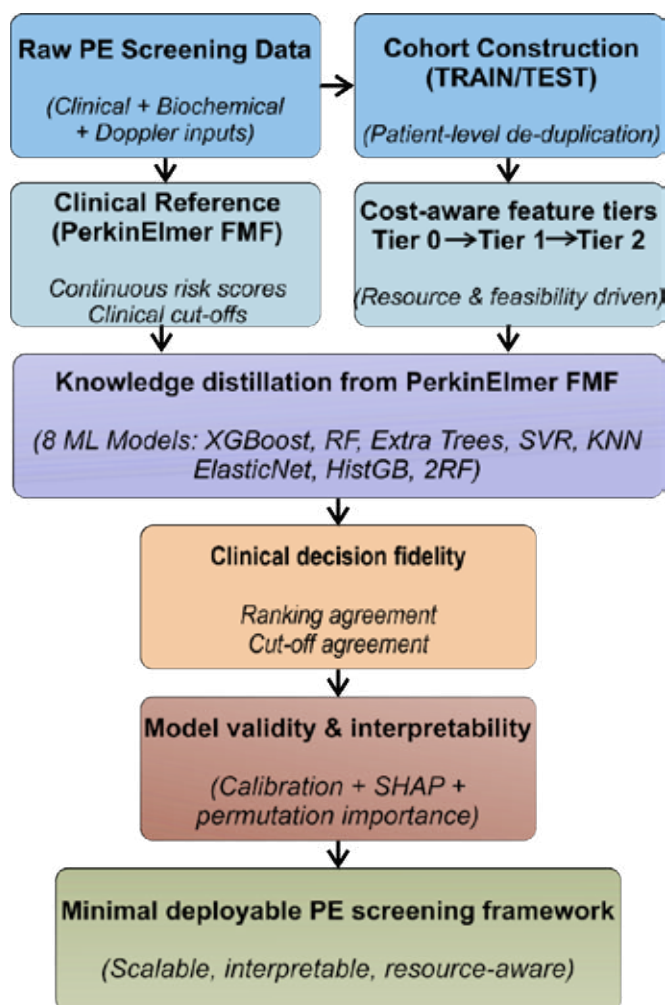 Raw PE Screening Data
(Clinical + Biochemical
+ Doppler inputs)
Cohort Construction
(TRAIN/TEST)
(Patient-level de-duplication)
Clinical Reference
(PerkinElmer FMF)
Continuous risk scores
Clinical cut-offs
Cost-aware feature tiers
Tier 0→Tier 1→Tier 2
(Resource & feasibility driven)
Knowledge distillation from PerkinElmer FMF
(8 ML Models: XGBoost, RF, Extra Trees, SVR, KNN
ElasticNet, HistGB, 2RF)
Clinical decision fidelity
Ranking agreement
Cut-off agreement
Model validity & interpretability
(Calibration + SHAP +
permutation importance)
Minimal deployable PE screening framework
(Scalable, interpretable, resource-aware)